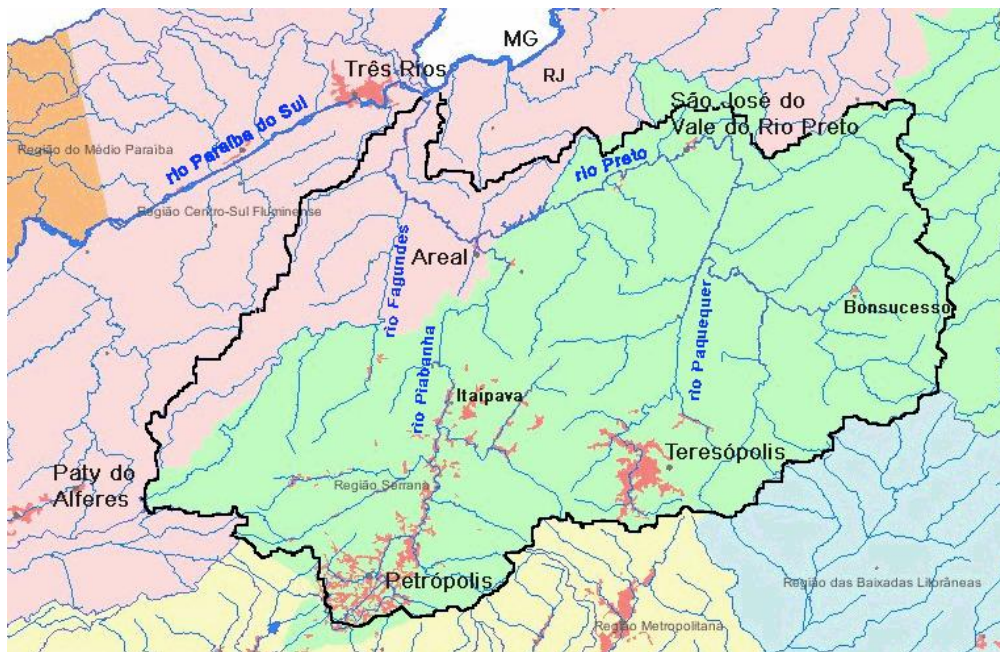 MG
RJ
Três Rios
São José do
Vale do Rio Preto
rio Paraíba do Sul
Região do Médio Paraíba
rio Preto
Região Centro-Sul Fluminense
Areal
rio Fagundes
rio Piabanha
rio Paquequer
Bonsucesso
Itaipava
Teresópolis
Paty do
Alferes
Região Serrana
Petrópolis
Região das Baixadas Litorâneas
Região Metropolitana